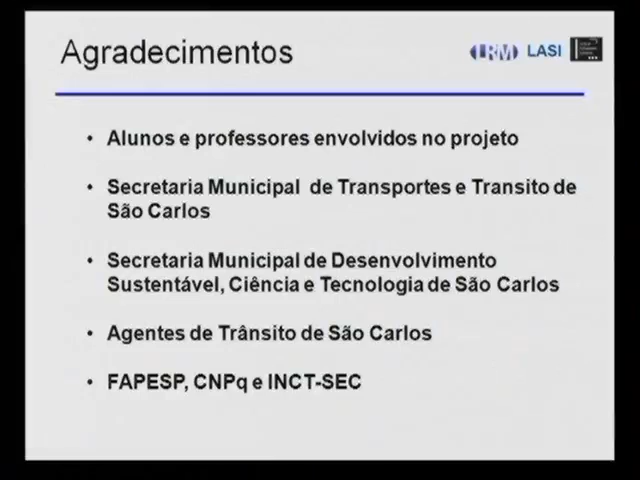 Agradecimentos
LRM LASI
• Alunos e professores envolvidos no projeto
• Secretaria Municipal de Transportes e Transito de
São Carlos
• Secretaria Municipal de Desenvolvimento
Sustentável, Ciência e Tecnologia de São Carlos
• Agentes de Trânsito de São Carlos
• FAPESP, CNPq e INCT-SEC